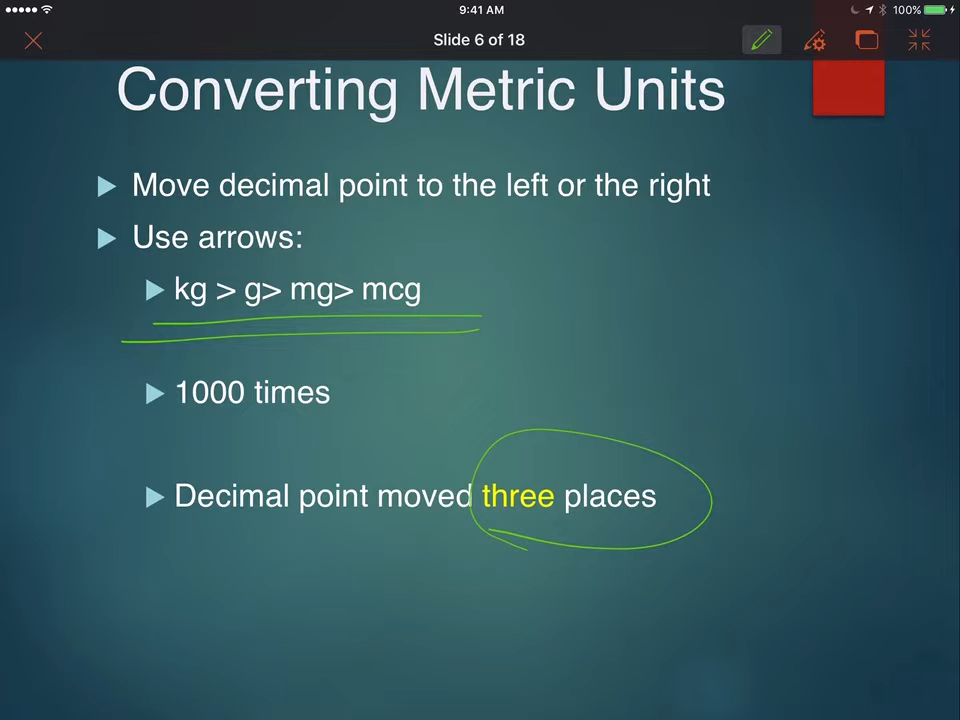 9:41 AM
100%
Slide 6 of 18
Converting Metric Units
Move decimal point to the left or the right
Use arrows:
kg > g> mg> mcg
1000 times
Decimal point moved three places